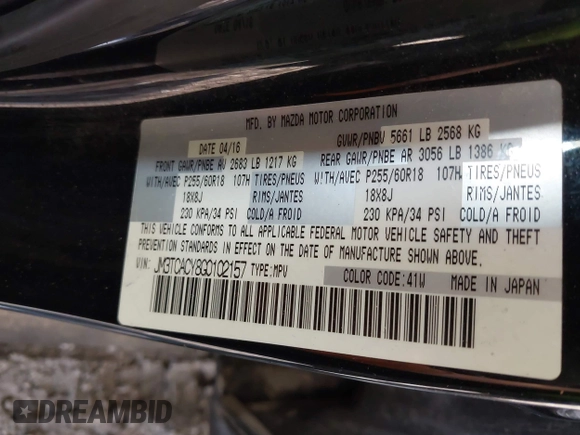 MFD. BY MAZDA MOTOR CORPORATION
DATE 04/16 GVWR/PNBV 5661 LB 2568 KG
FRONT GAWR/PNBE AV 2683 LB 1217 KG REAR GAWR/PNBE AR 3056 LB 1386 KG
WITH/AVEC P255/60R18 107H TIRES/PNEUS WITH/AVEC P255/60R18 107H TIRES/PNEUS
18X8J RIMS/JANTES 18X8J RIMS/JANTES
230 KPA/34 PSI COLD/A FROID 230 KPA/34 PSI COLD/A FROID
THIS VEHICLE CONFORMS TO ALL APPLICABLE FEDERAL MOTOR VEHICLE SAFETY AND THEFT
PREVENTION STANDARDS IN EFFECT ON THE DATE OF MANUFACTURE SHOWN ABOVE.
VIN: JM3TCACY8G0102157 TYPE: MPV
COLOR CODE: 41W MADE IN JAPAN
DREAMBID